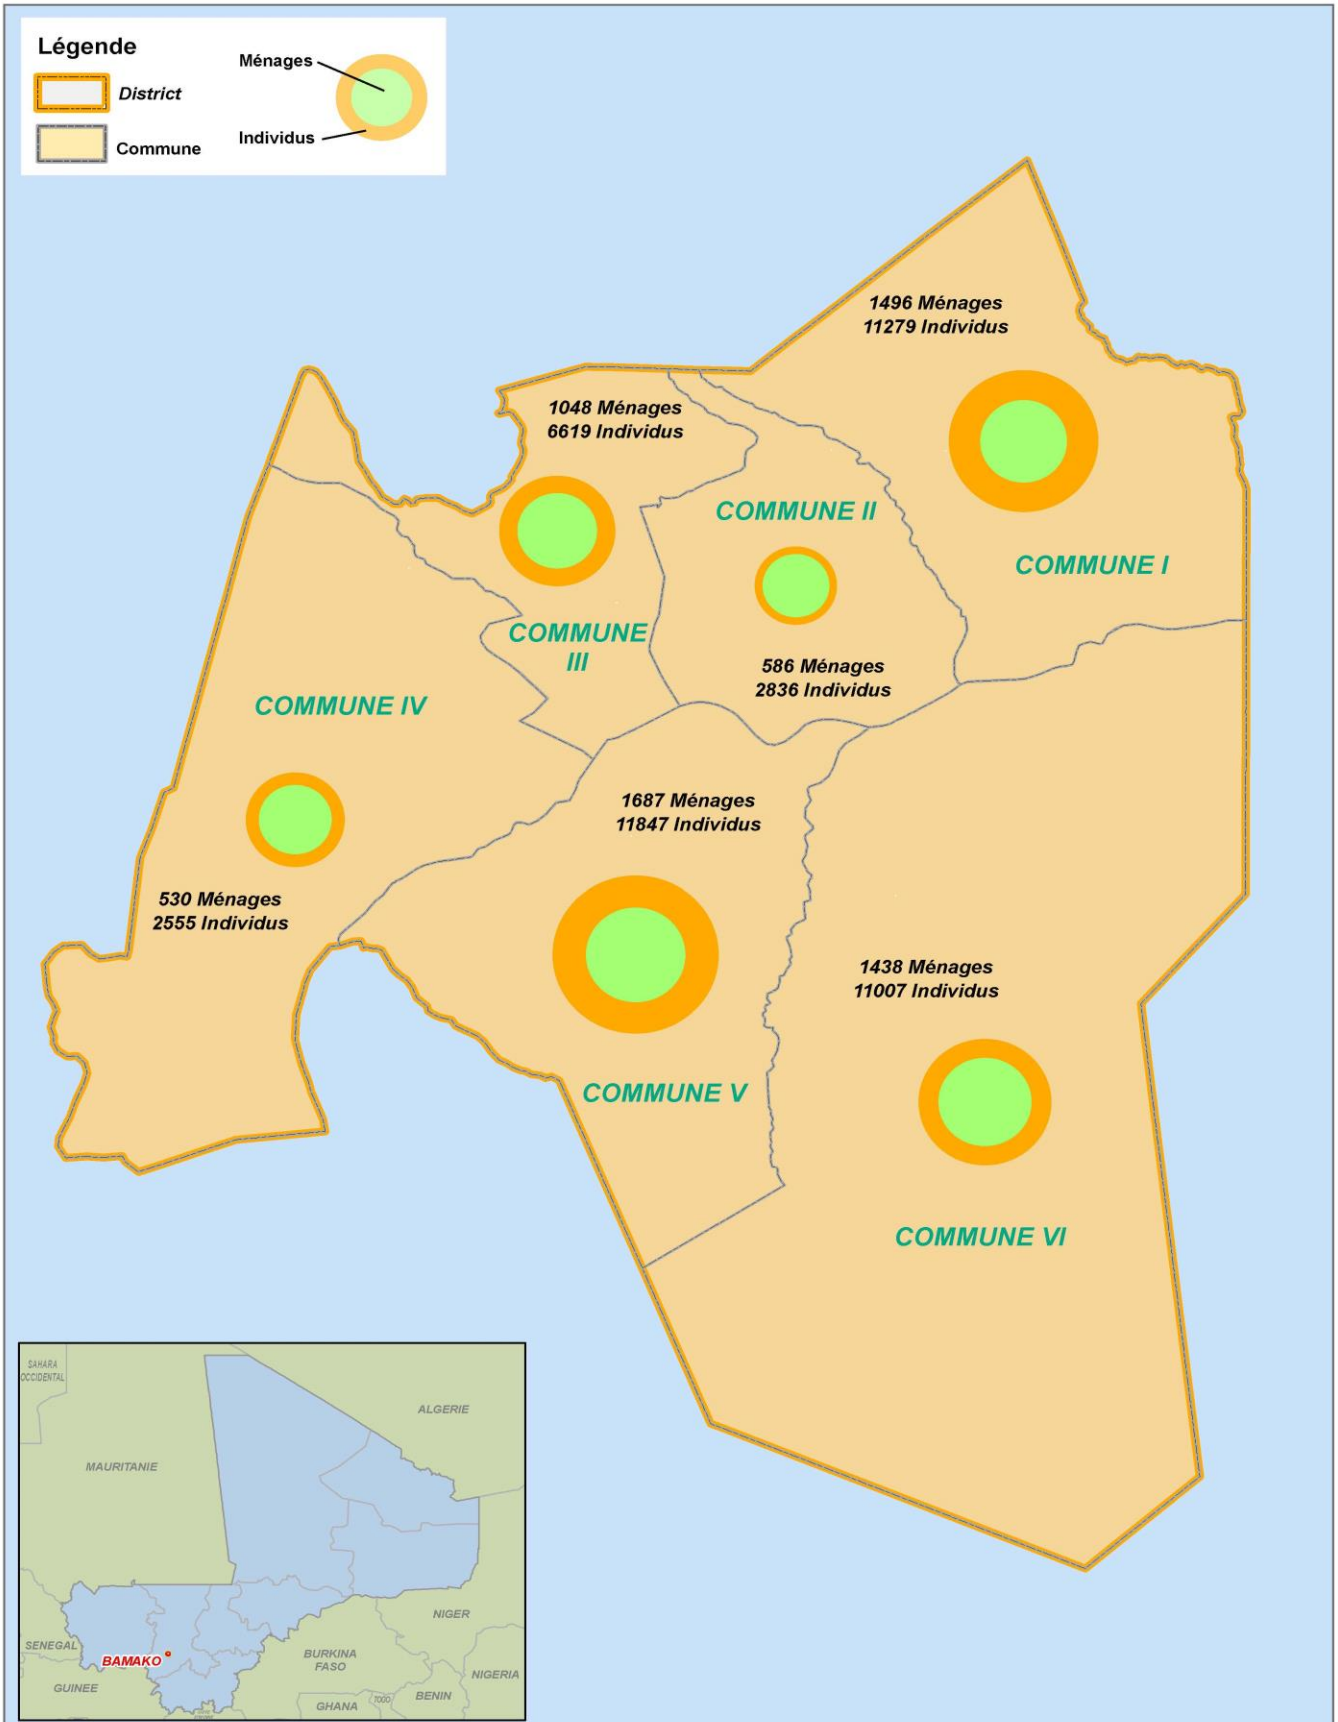 Légende
District
Commune
Ménages
Individus
1496 Ménages
11279 Individus
1048 Ménages
6619 Individus
COMMUNE II
COMMUNE I
COMMUNE
III
586 Ménages
2836 Individus
COMMUNE IV
1687 Ménages
11847 Individus
530 Ménages
2555 Individus
1438 Ménages
11007 Individus
COMMUNE V
COMMUNE VI
SAHARA
OCCIDENTAL
ALGERIE
MAURITANIE
NIGER
SENEGAL
BAMAKO
BURKINA
FASO
NIGERIA
GUINEE
GHANA
TOGO
BENIN